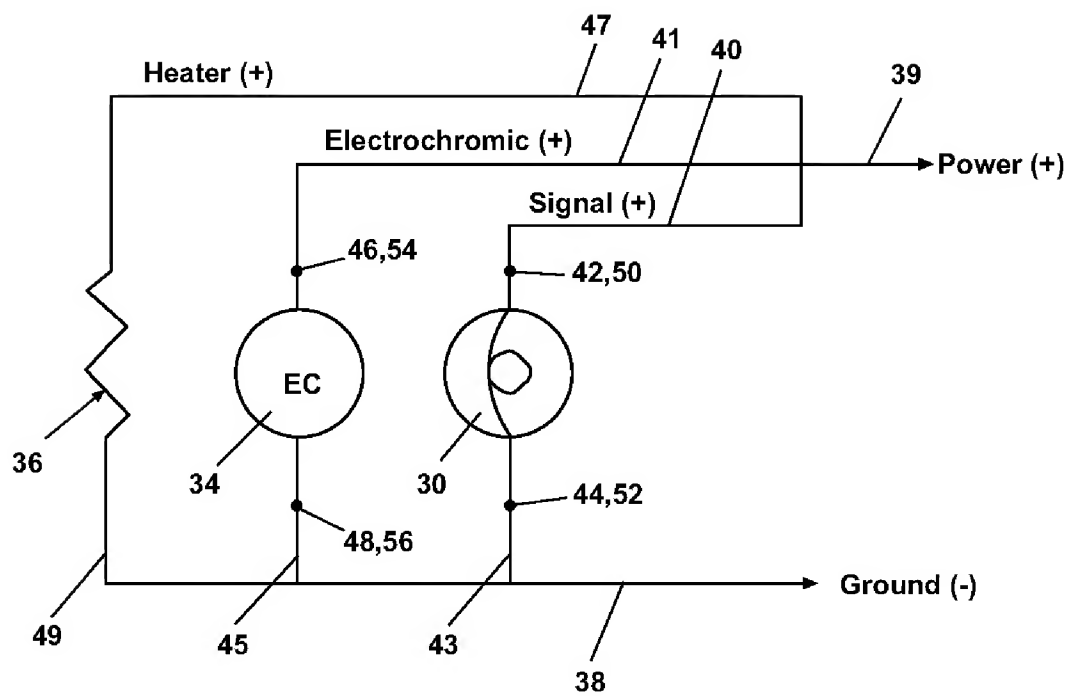 47
41
40
39
Heater (+)
Electrochromic (+)
Power (+)
Signal (+)
46,54
42,50
EC
36
34
30
44,52
48,56
Ground (-)
49
45
43
38